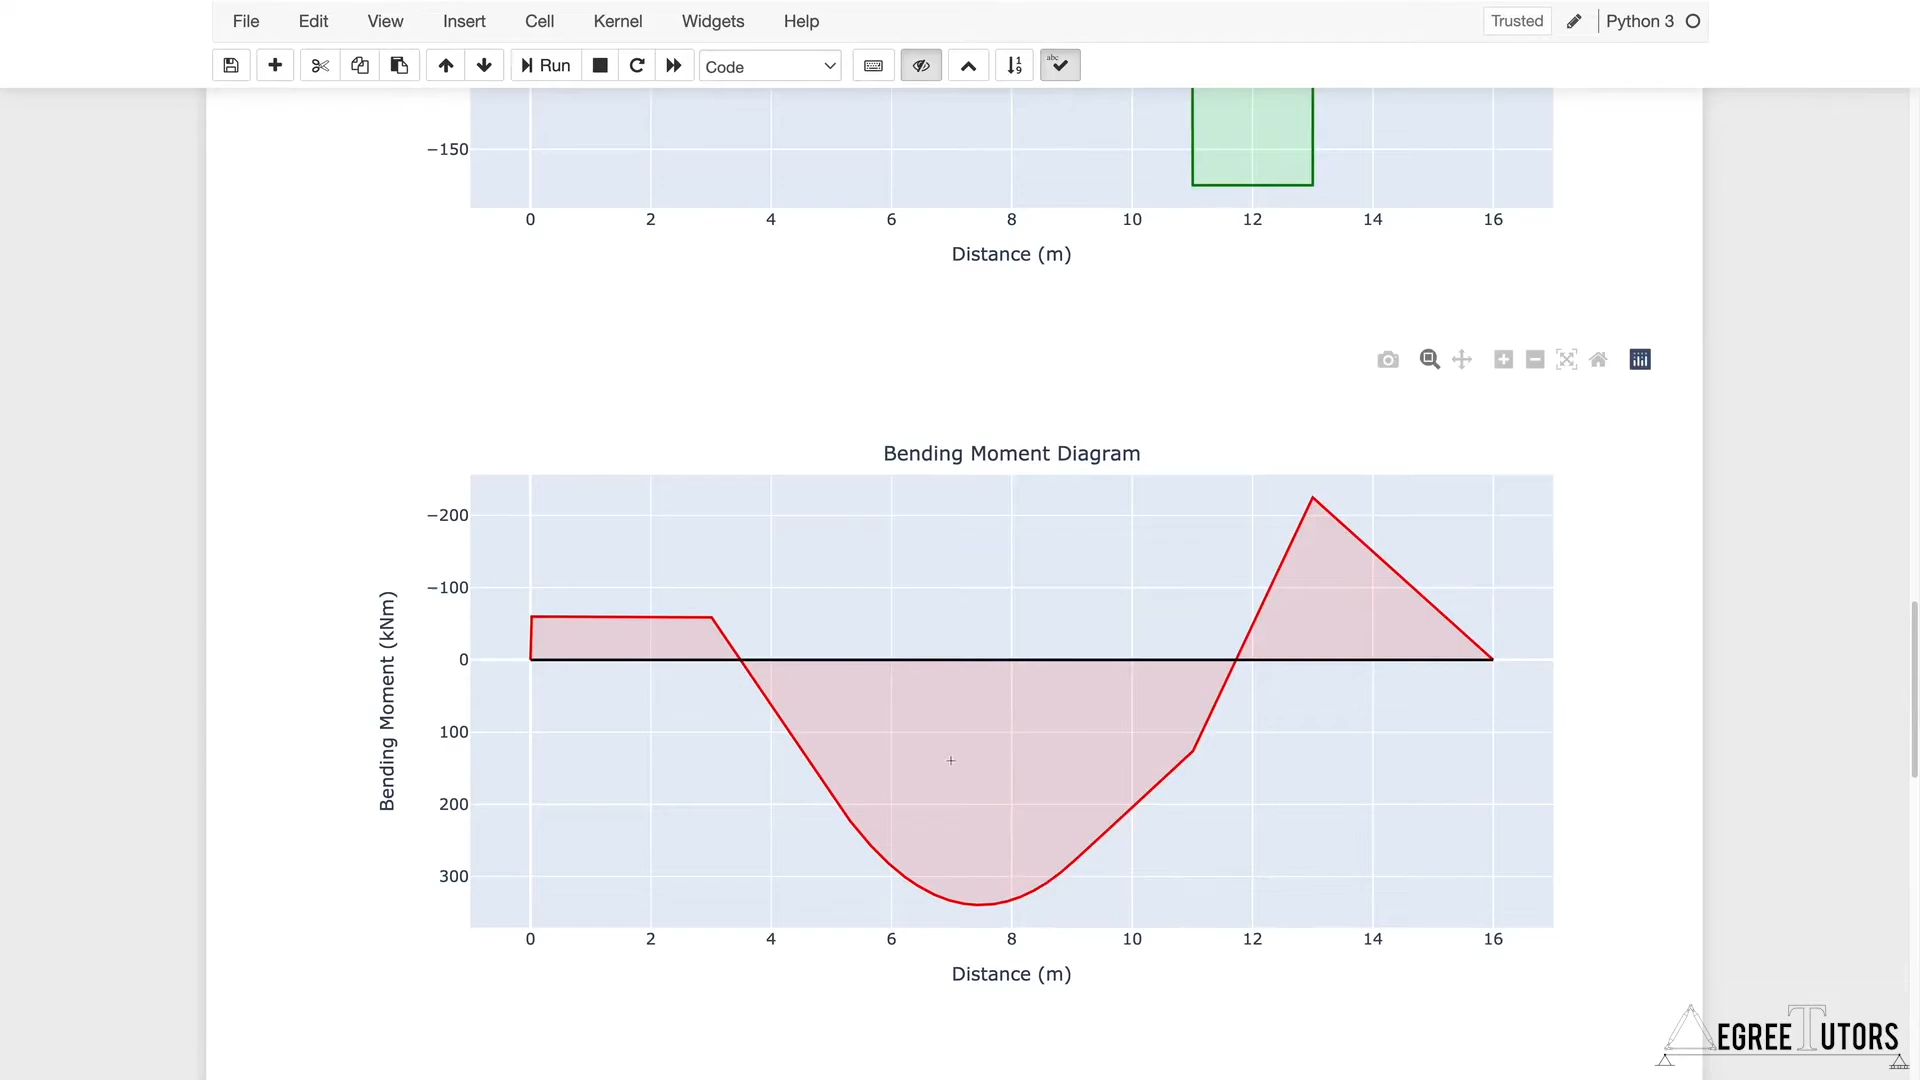 File Edit View Insert Cell Kernel Widgets Help Trusted Python 3
Run Code
−150
0 2 4 6 8 10 12 14 16
Distance (m)
Bending Moment Diagram
−200
−100
0
100
200
300
Bending Moment (kNm)
0 2 4 6 8 10 12 14 16
Distance (m)
DEGREE TUTORS